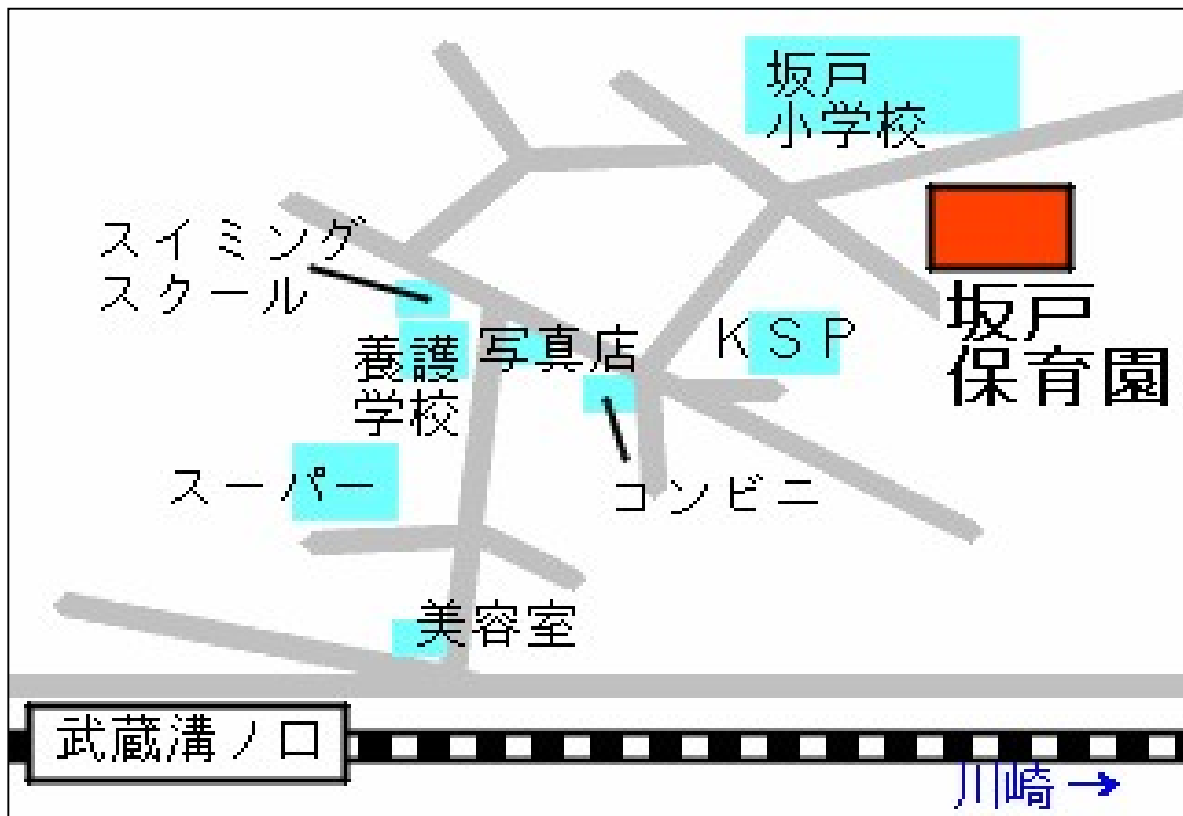 坂戸
小学校
スイミング
スクール
養護
学校
写真店
KSP
坂戸
保育園
スーパー
コンビニ
美容室
武蔵溝ノ口
川崎→